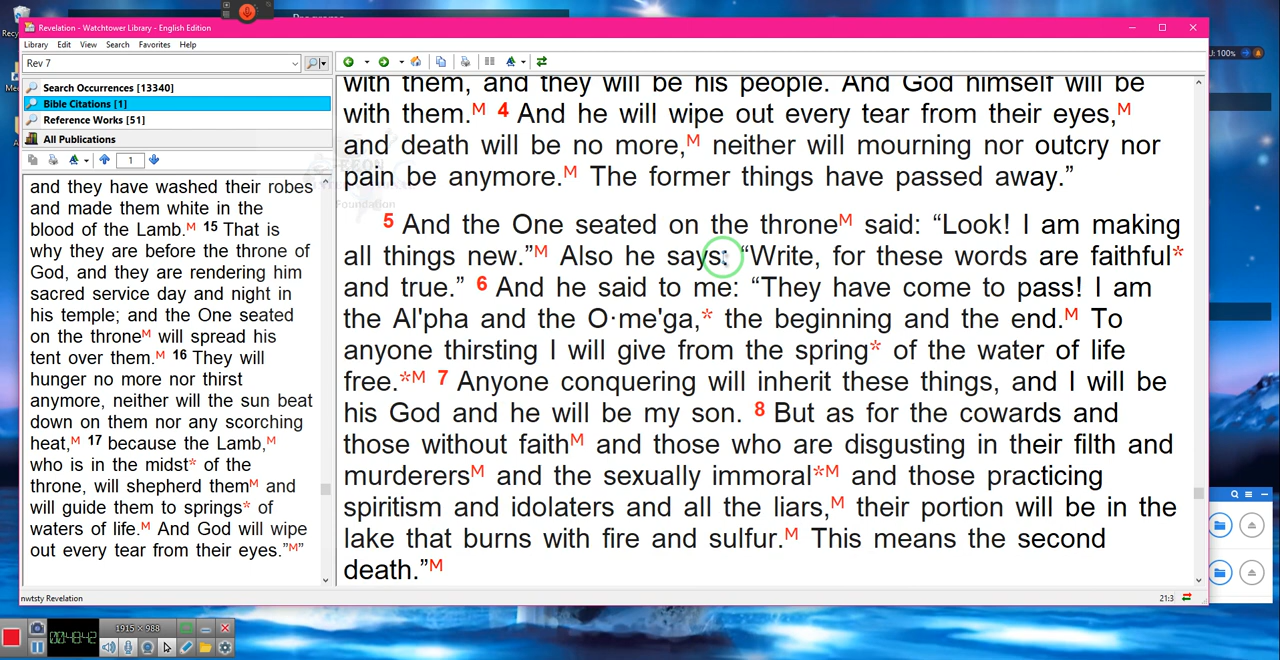 Revelation - Watchtower Library - English Edition
Library Edit View Search Favorites Help
Rev 7
Search Occurrences [13340]
Bible Citations [1]
Reference Works [51]
All Publications
1
and they have washed their robes
and made them white in the
blood of the Lamb.M 15 That is
why they are before the throne of
God, and they are rendering him
sacred service day and night in
his temple; and the One seated
on the throneM will spread his
tent over them.M 16 They will
hunger no more nor thirst
anymore, neither will the sun beat
down on them nor any scorching
heat,M 17 because the Lamb,M
who is in the midst* of the
throne, will shepherd themM and
will guide them to springs* of
waters of life.M And God will wipe
out every tear from their eyes.”M”
with them, and they will be his people. And God himself will be
with them.M 4 And he will wipe out every tear from their eyes,M
and death will be no more,M neither will mourning nor outcry nor
pain be anymore.M The former things have passed away.”
5 And the One seated on the throneM said: “Look! I am making
all things new.”M Also he says: “Write, for these words are faithful*
and true.” 6 And he said to me: “They have come to pass! I am
the Al'pha and the O·me'ga,* the beginning and the end.M To
anyone thirsting I will give from the spring* of the water of life
free.*M 7 Anyone conquering will inherit these things, and I will be
his God and he will be my son. 8 But as for the cowards and
those without faithM and those who are disgusting in their filth and
murderersM and the sexually immoral*M and those practicing
spiritism and idolaters and all the liars,M their portion will be in the
lake that burns with fire and sulfur.M This means the second
death.”M
nwtsty Revelation
21:3
U: 100%
Foundation
00:48:42
1915 × 988